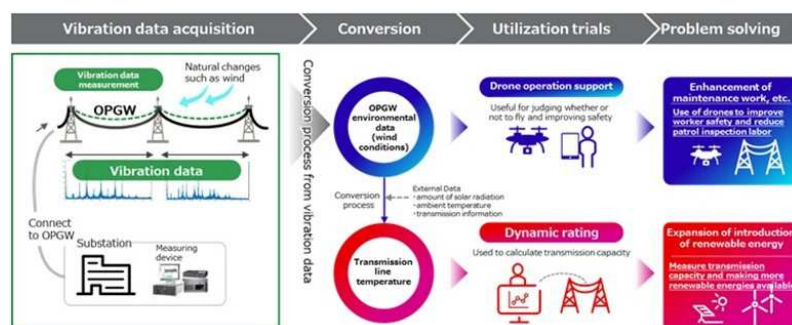 Vibration data acquisition
Conversion
Utilization trials
Problem solving
Vibration data
measurement
Natural changes
such as wind
OPGW
Vibration data
Connect
to OPGW
Substation
Measuring
device
Conversion process from vibration data
OPGW
environmental
data
(wind
conditions)
Conversion
process
External Data
・amount of solar radiation
・ambient temperature
・transmission information
Transmission
line
temperature
Drone operation support
Useful for judging whether or
not to fly and improving safety
Dynamic rating
Used to calculate transmission capacity
Enhancement of
maintenance work, etc.
Use of drones to improve
worker safety and reduce
patrol inspection labor
Expansion of introduction
of renewable energy
Measure transmission
capacity and making more
renewable energies available